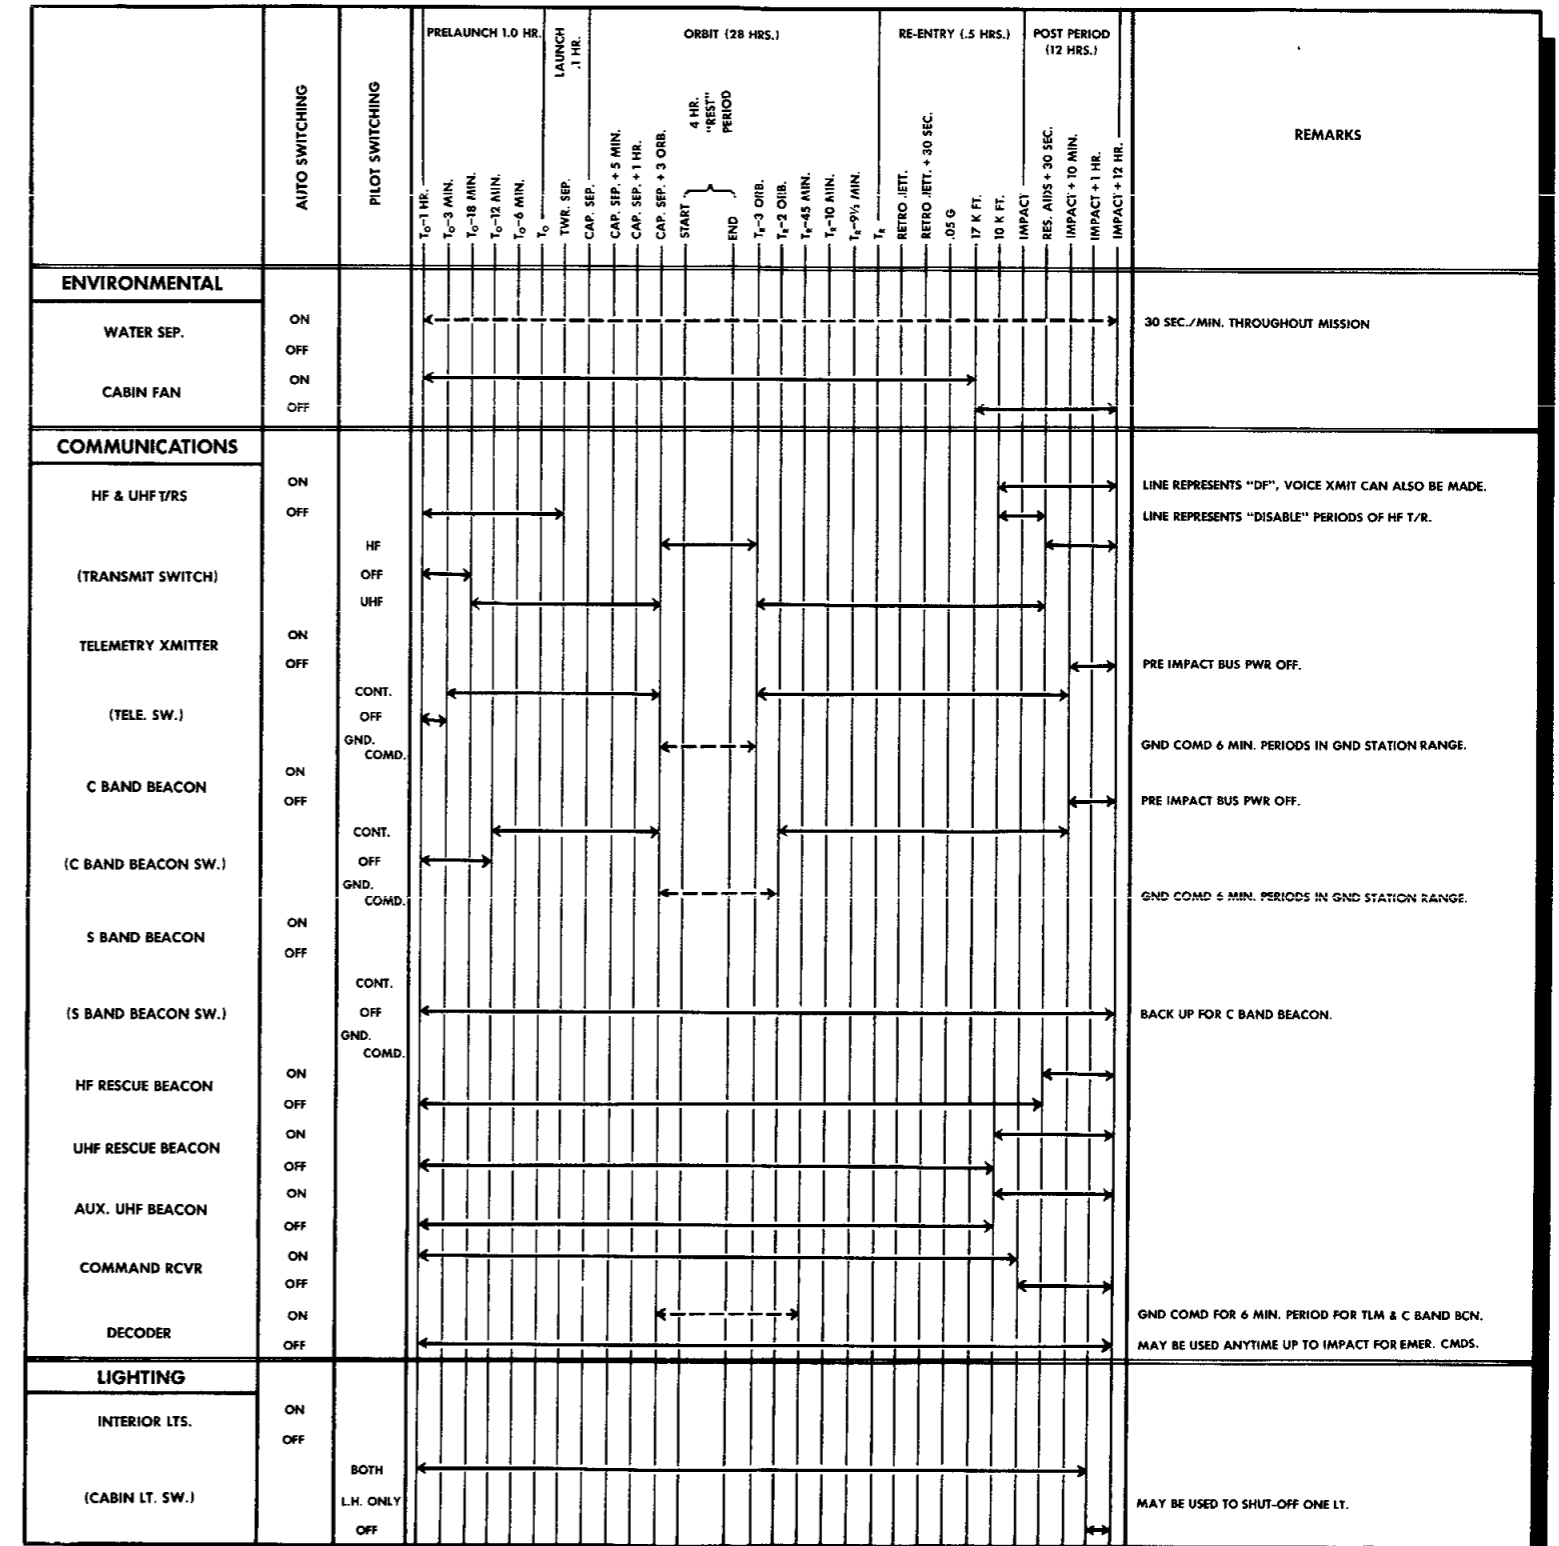 AUTO SWITCHING
PILOT SWITCHING
PRELAUNCH 1.0 HR.
LAUNCH
.1 HR.
ORBIT (28 HRS.)
RE-ENTRY (.5 HRS.)
POST PERIOD
(12 HRS.)
REMARKS
4 HR.
"REST"
PERIOD
T₀-1 HR.
T₀-3 MIN.
T₀-18 MIN.
T₀-12 MIN.
T₀-6 MIN.
T₀
TWR. SEP.
CAP. SEP.
CAP. SEP. + 5 MIN.
CAP. SEP. + 1 HR.
CAP. SEP. + 3 ORB.
START
END
T_R-3 ORB.
T_R-2 ORB.
T_R-45 MIN.
T_R-10 MIN.
T_R-9½ MIN.
T_R
RETRO JETT.
RETRO JETT. + 30 SEC.
.05 G
17 K FT.
10 K FT.
IMPACT
RES. AIDS + 30 SEC.
IMPACT + 10 MIN.
IMPACT + 1 HR.
IMPACT + 12 HR.
ENVIRONMENTAL
WATER SEP.
ON
30 SEC./MIN. THROUGHOUT MISSION
OFF
CABIN FAN
ON
OFF
COMMUNICATIONS
HF & UHF T/RS
ON
LINE REPRESENTS "DF", VOICE XMIT CAN ALSO BE MADE.
OFF
LINE REPRESENTS "DISABLE" PERIODS OF HF T/R.
HF
(TRANSMIT SWITCH)
OFF
UHF
TELEMETRY XMITTER
ON
OFF
PRE IMPACT BUS PWR OFF.
CONT.
(TELE. SW.)
OFF
GND.
COMD.
GND COMD 6 MIN. PERIODS IN GND STATION RANGE.
C BAND BEACON
ON
OFF
PRE IMPACT BUS PWR OFF.
CONT.
(C BAND BEACON SW.)
OFF
GND.
COMD.
GND COMD 6 MIN. PERIODS IN GND STATION RANGE.
S BAND BEACON
ON
OFF
CONT.
(S BAND BEACON SW.)
OFF
BACK UP FOR C BAND BEACON.
GND.
COMD.
HF RESCUE BEACON
ON
OFF
UHF RESCUE BEACON
ON
OFF
AUX. UHF BEACON
ON
OFF
COMMAND RCVR
ON
OFF
DECODER
ON
GND COMD FOR 6 MIN. PERIOD FOR TLM & C BAND BCN.
OFF
MAY BE USED ANYTIME UP TO IMPACT FOR EMER. CMDS.
LIGHTING
INTERIOR LTS.
ON
OFF
BOTH
(CABIN LT. SW.)
L.H. ONLY
MAY BE USED TO SHUT-OFF ONE LT.
OFF